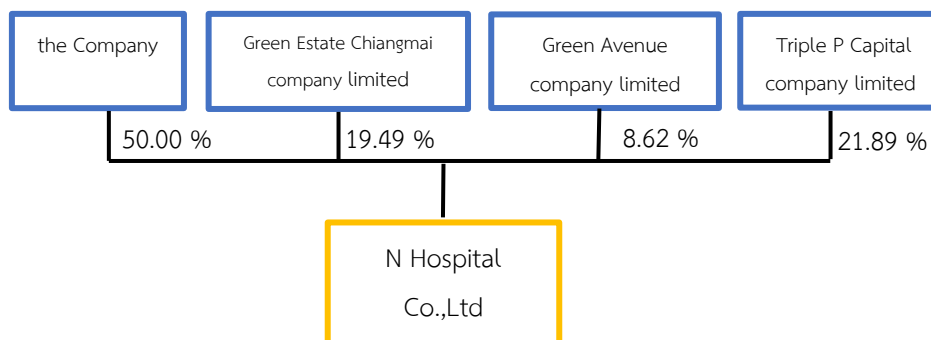 the Company
Green Estate Chiangmai
company limited
Green Avenue
company limited
Triple P Capital
company limited
50.00 %
19.49 %
8.62 %
21.89 %
N Hospital
Co.,Ltd